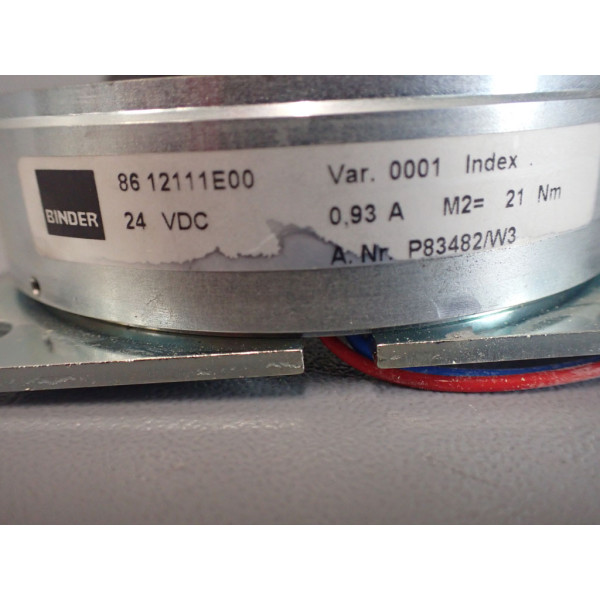 BINDER
86 12111E00
24 VDC
Var. 0001 Index .
0,93 A M2= 21 Nm
A. Nr. P83482/W3